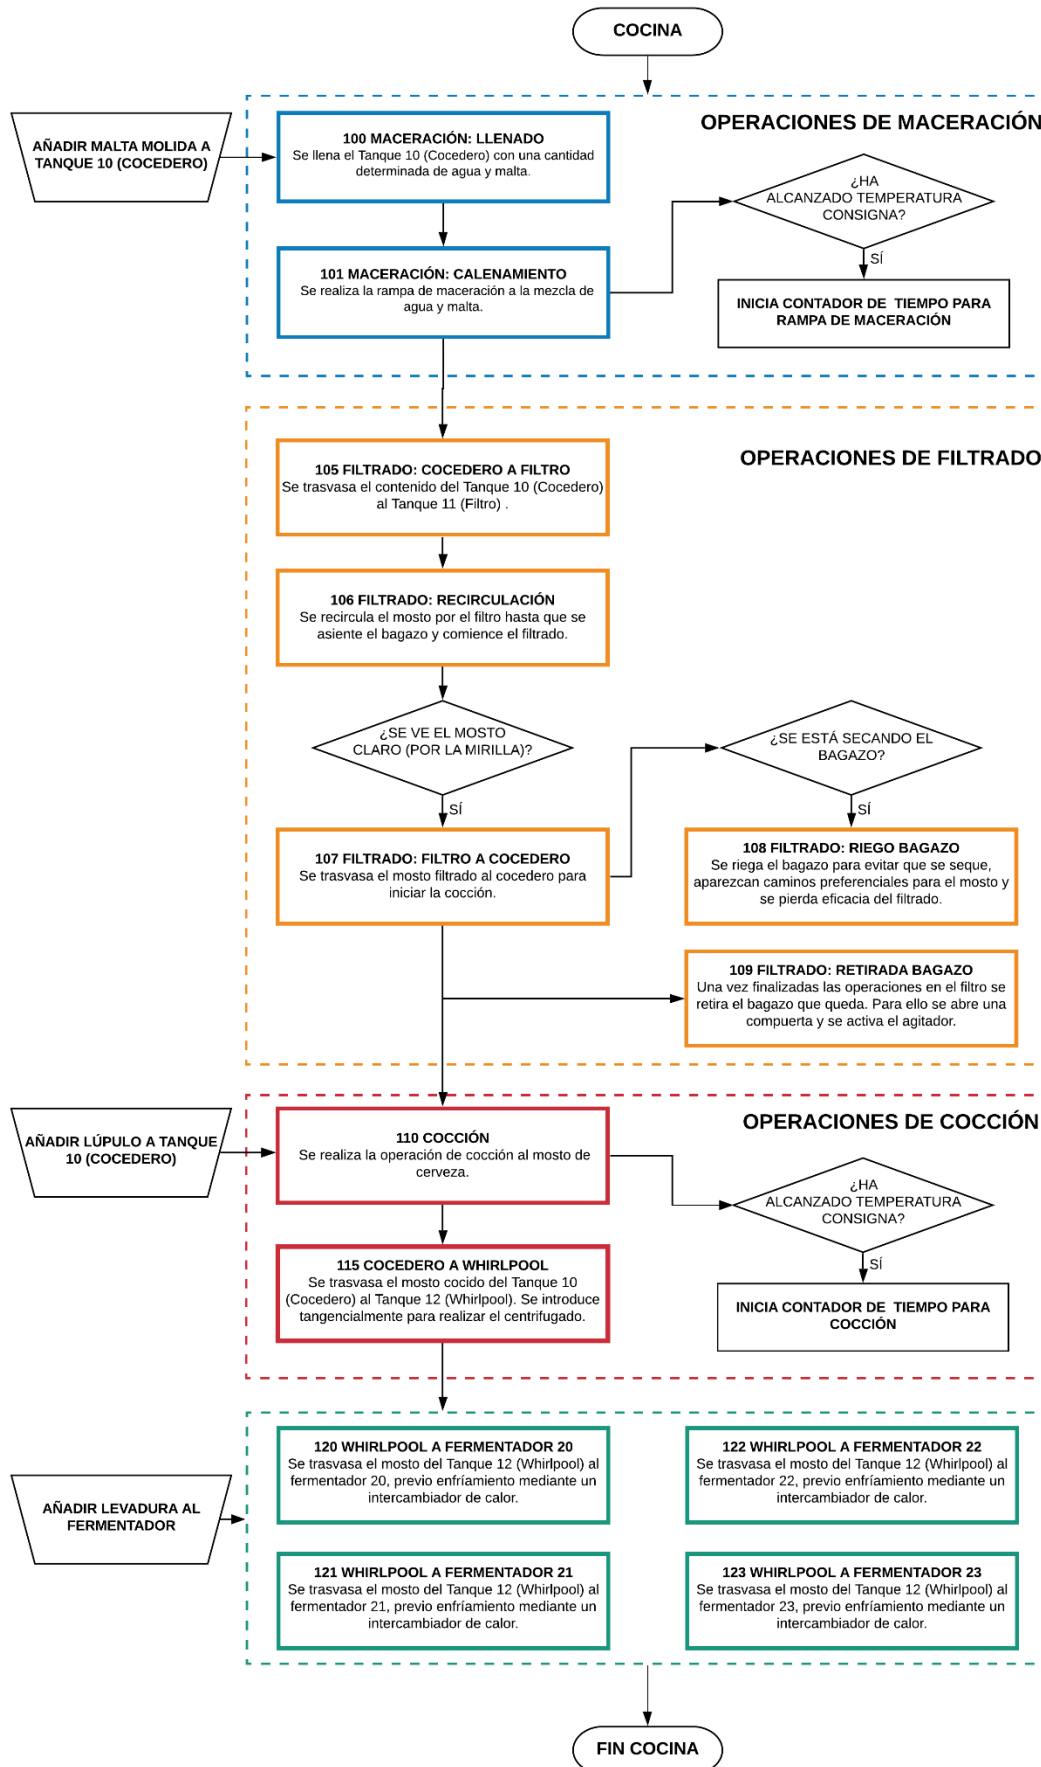 COCINA
OPERACIONES DE MACERACIÓN
AÑADIR MALTA MOLIDA A
TANQUE 10 (COCEDERO)
100 MACERACIÓN: LLENADO
Se llena el Tanque 10 (Cocedero) con una cantidad
determinada de agua y malta.
¿HA
ALCANZADO TEMPERATURA
CONSIGNA?
SÍ
101 MACERACIÓN: CALENAMIENTO
Se realiza la rampa de maceración a la mezcla de
agua y malta.
INICIA CONTADOR DE TIEMPO PARA
RAMPA DE MACERACIÓN
OPERACIONES DE FILTRADO
105 FILTRADO: COCEDERO A FILTRO
Se trasvasa el contenido del Tanque 10 (Cocedero)
al Tanque 11 (Filtro) .
106 FILTRADO: RECIRCULACIÓN
Se recircula el mosto por el filtro hasta que se
asiente el bagazo y comience el filtrado.
¿SE VE EL MOSTO
CLARO (POR LA MIRILLA)?
SÍ
¿SE ESTÁ SECANDO EL
BAGAZO?
SÍ
107 FILTRADO: FILTRO A COCEDERO
Se trasvasa el mosto filtrado al cocedero para
iniciar la cocción.
108 FILTRADO: RIEGO BAGAZO
Se riega el bagazo para evitar que se seque,
aparezcan caminos preferenciales para el mosto y
se pierda eficacia del filtrado.
109 FILTRADO: RETIRADA BAGAZO
Una vez finalizadas las operaciones en el filtro se
retira el bagazo que queda. Para ello se abre una
compuerta y se activa el agitador.
OPERACIONES DE COCCIÓN
AÑADIR LÚPULO A TANQUE
10 (COCEDERO)
110 COCCIÓN
Se realiza la operación de cocción al mosto de
cerveza.
¿HA
ALCANZADO TEMPERATURA
CONSIGNA?
SÍ
115 COCEDERO A WHIRLPOOL
Se trasvasa el mosto cocido del Tanque 10
(Cocedero) al Tanque 12 (Whirlpool). Se introduce
tangencialmente para realizar el centrifugado.
INICIA CONTADOR DE TIEMPO PARA
COCCIÓN
120 WHIRLPOOL A FERMENTADOR 20
Se trasvasa el mosto del Tanque 12 (Whirlpool) al
fermentador 20, previo enfríamiento mediante un
intercambiador de calor.
122 WHIRLPOOL A FERMENTADOR 22
Se trasvasa el mosto del Tanque 12 (Whirlpool) al
fermentador 22, previo enfríamiento mediante un
intercambiador de calor.
AÑADIR LEVADURA AL
FERMENTADOR
121 WHIRLPOOL A FERMENTADOR 21
Se trasvasa el mosto del Tanque 12 (Whirlpool) al
fermentador 21, previo enfríamiento mediante un
intercambiador de calor.
123 WHIRLPOOL A FERMENTADOR 23
Se trasvasa el mosto del Tanque 12 (Whirlpool) al
fermentador 23, previo enfríamiento mediante un
intercambiador de calor.
FIN COCINA